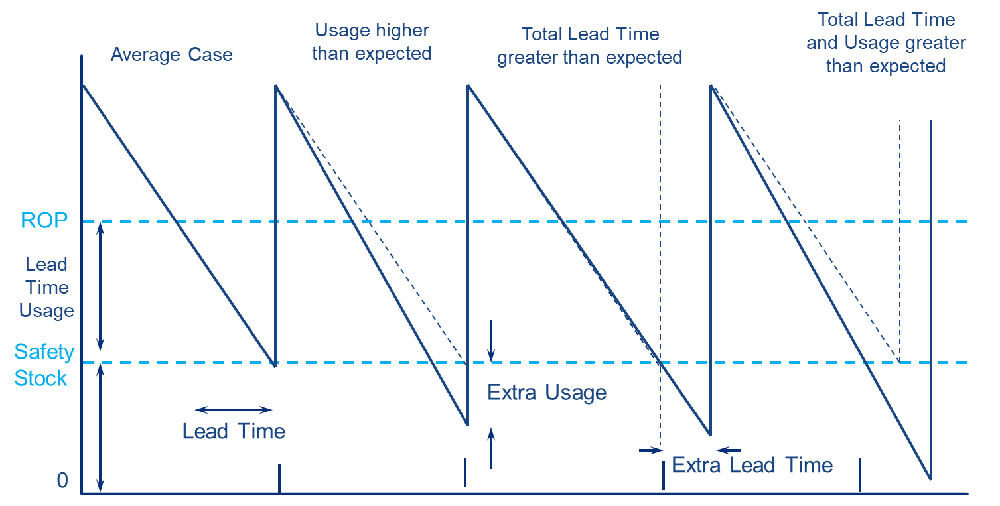 Average Case
Usage higher
than expected
Total Lead Time
greater than expected
Total Lead Time
and Usage greater
than expected
ROP
Lead
Time
Usage
Safety
Stock
Extra Usage
Lead Time
Extra Lead Time
0